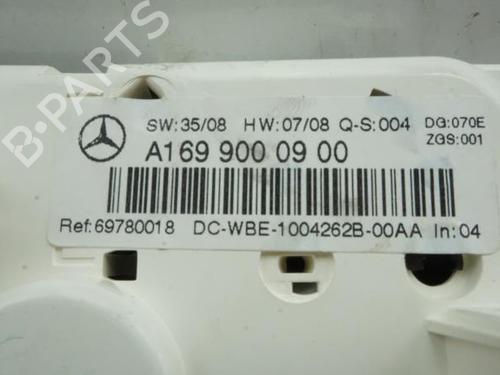 SW:35/08 HW:07/08 Q-S:004 DG:070E
ZGS:001
A169 900 09 00
Ref:69780018 DC-WBE-1004262B-00AA In:04
B-PARTS